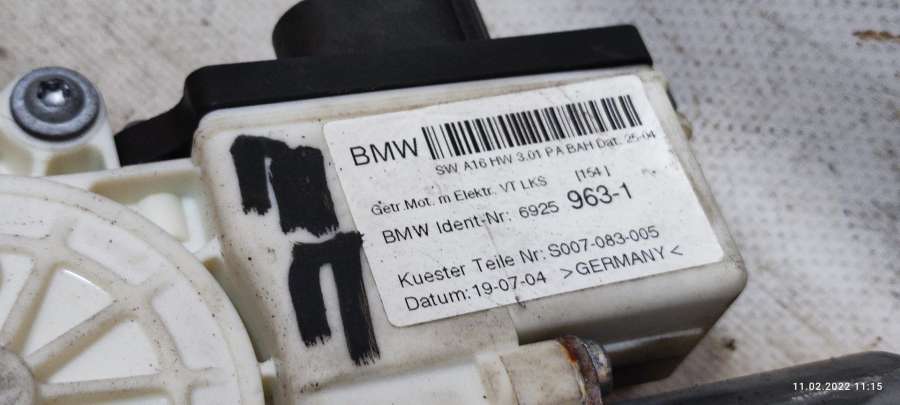 BMW
SW A16 HW 3.01 PA BAH Dat. 25-04
Getr.Mot. m Elektr. VT LKS [154]
BMW Ident-Nr: 6925 963-1
Kuester Teile Nr: S007-083-005
Datum: 19-07-04 >GERMANY<
ПП
11.02.2022 11:15